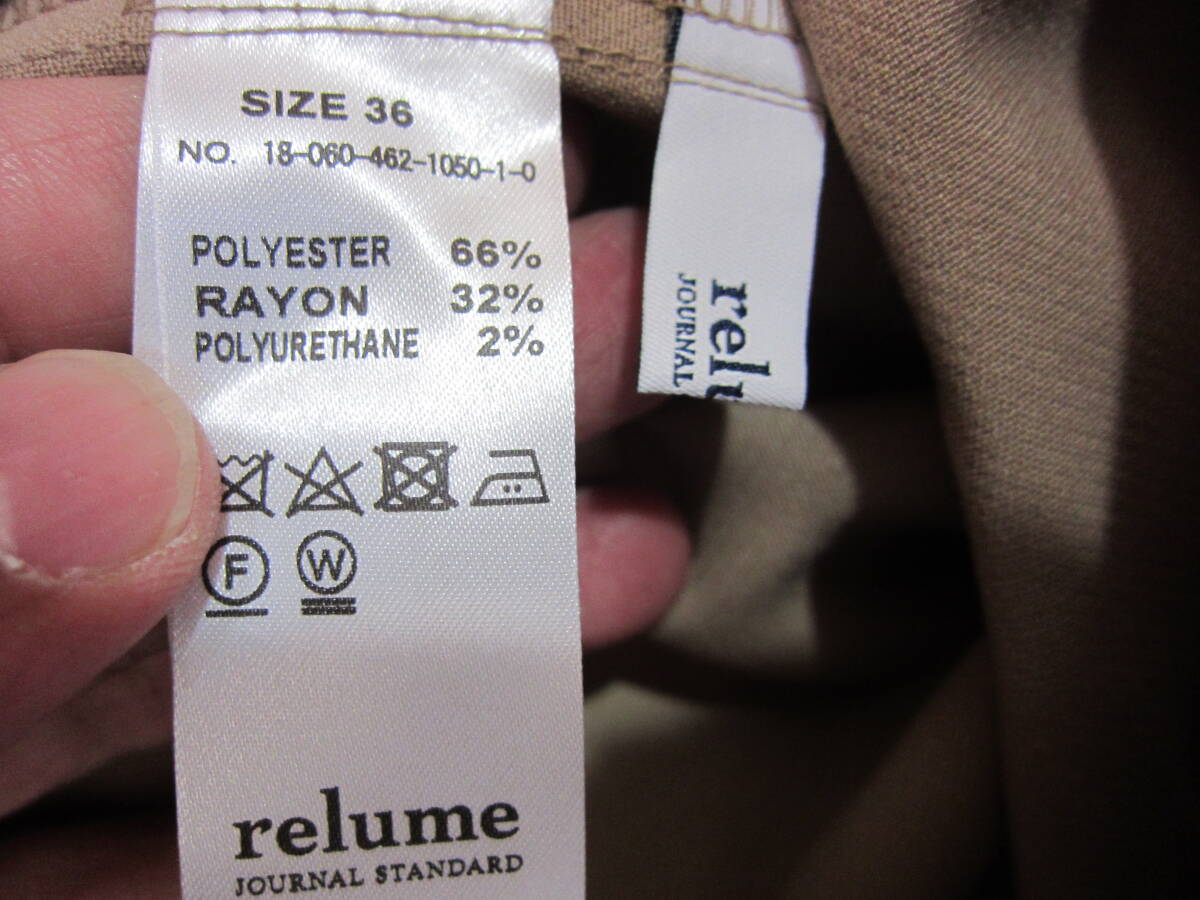 SIZE 36
NO. 18-060-462-1050-1-0
POLYESTER 66%
RAYON 32%
POLYURETHANE 2%
F W
relume
JOURNAL STANDARD
JOURNAL